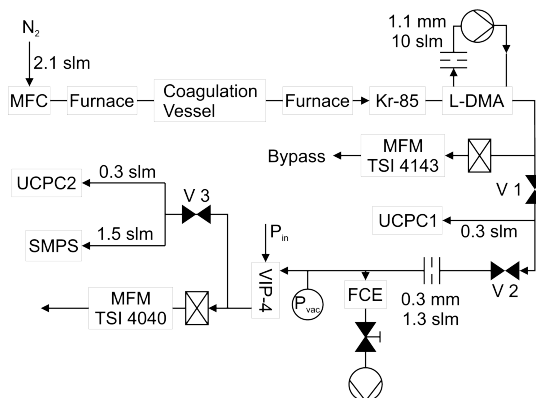 N₂
2.1 slm
1.1 mm
10 slm
MFC
Furnace
Coagulation
Vessel
Furnace
Kr-85
L-DMA
Bypass
MFM
TSI 4143
V 1
UCPC2
0.3 slm
V 3
UCPC1
0.3 slm
SMPS
1.5 slm
P_in
VIP-4
P_vac
FCE
0.3 mm
1.3 slm
V 2
MFM
TSI 4040